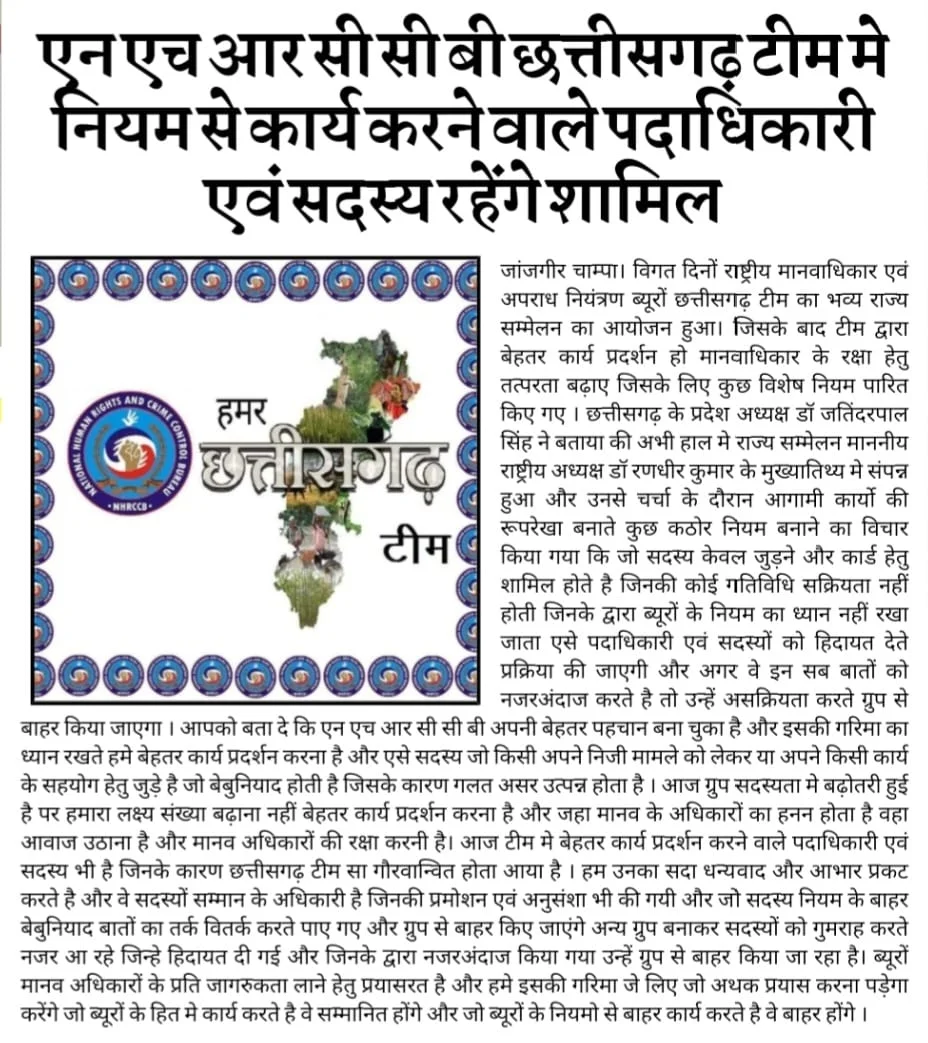 एन एच आर सी सी बी छत्तीसगढ़ टीम मे
नियम से कार्य करने वाले पदाधिकारी
एवं सदस्य रहेंगे शामिल
NATIONAL HUMAN RIGHTS AND CRIME CONTROL BUREAU
NHRCCB
हमर
छत्तीसगढ़
टीम
जांजगीर चाम्पा। विगत दिनों राष्ट्रीय मानवाधिकार एवं
अपराध नियंत्रण ब्यूरों छत्तीसगढ़ टीम का भव्य राज्य
सम्मेलन का आयोजन हुआ। जिसके बाद टीम द्वारा
बेहतर कार्य प्रदर्शन हो मानवाधिकार के रक्षा हेतु
तत्परता बढ़ाए जिसके लिए कुछ विशेष नियम पारित
किए गए । छत्तीसगढ़ के प्रदेश अध्यक्ष डॉ जतिंदरपाल
सिंह ने बताया की अभी हाल मे राज्य सम्मेलन माननीय
राष्ट्रीय अध्यक्ष डॉ रणधीर कुमार के मुख्यातिथ्य मे संपन्न
हुआ और उनसे चर्चा के दौरान आगामी कार्यो की
रूपरेखा बनाते कुछ कठोर नियम बनाने का विचार
किया गया कि जो सदस्य केवल जुड़ने और कार्ड हेतु
शामिल होते है जिनकी कोई गतिविधि सक्रियता नहीं
होती जिनके द्वारा ब्यूरों के नियम का ध्यान नहीं रखा
जाता एसे पदाधिकारी एवं सदस्यों को हिदायत देते
प्रक्रिया की जाएगी और अगर वे इन सब बातों को
नजरअंदाज करते है तो उन्हें असक्रियता करते ग्रुप से
बाहर किया जाएगा । आपको बता दे कि एन एच आर सी सी बी अपनी बेहतर पहचान बना चुका है और इसकी गरिमा का
ध्यान रखते हमे बेहतर कार्य प्रदर्शन करना है और एसे सदस्य जो किसी अपने निजी मामले को लेकर या अपने किसी कार्य
के सहयोग हेतु जुड़े है जो बेबुनियाद होती है जिसके कारण गलत असर उत्पन्न होता है । आज ग्रुप सदस्यता मे बढ़ोतरी हुई
है पर हमारा लक्ष्य संख्या बढ़ाना नहीं बेहतर कार्य प्रदर्शन करना है और जहा मानव के अधिकारों का हनन होता है वहा
आवाज उठाना है और मानव अधिकारों की रक्षा करनी है। आज टीम मे बेहतर कार्य प्रदर्शन करने वाले पदाधिकारी एवं
सदस्य भी है जिनके कारण छत्तीसगढ़ टीम सा गौरवान्वित होता आया है । हम उनका सदा धन्यवाद और आभार प्रकट
करते है और वे सदस्यों सम्मान के अधिकारी है जिनकी प्रमोशन एवं अनुसंशा भी की गयी और जो सदस्य नियम के बाहर
बेबुनियाद बातों का तर्क वितर्क करते पाए गए और ग्रुप से बाहर किए जाएंगे अन्य ग्रुप बनाकर सदस्यों को गुमराह करते
नजर आ रहे जिन्हे हिदायत दी गई और जिनके द्वारा नजरअंदाज किया गया उन्हें ग्रुप से बाहर किया जा रहा है। ब्यूरों
मानव अधिकारों के प्रति जागरुकता लाने हेतु प्रयासरत है और हमे इसकी गरिमा जे लिए जो अथक प्रयास करना पड़ेगा
करेंगे जो ब्यूरों के हित मे कार्य करते है वे सम्मानित होंगे और जो ब्यूरों के नियमो से बाहर कार्य करते है वे बाहर होंगे ।